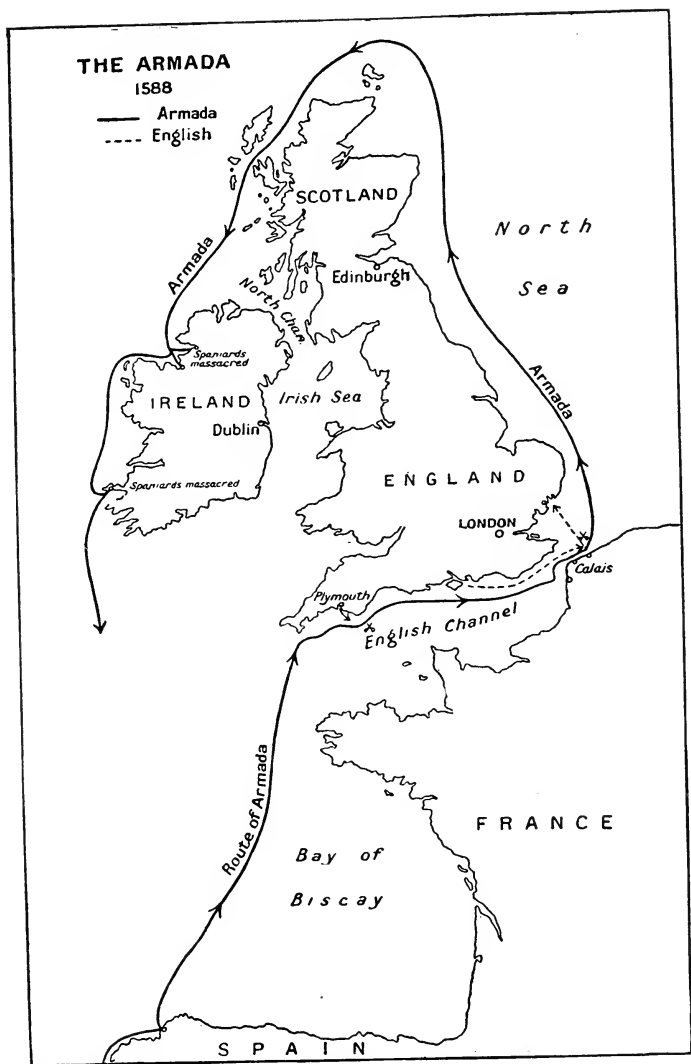 THE ARMADA
1588
Armada
English
SCOTLAND
North
Sea
Edinburgh
Armada
North Chan.
Spaniards
massacred
IRELAND
Irish Sea
Dublin
Armada
Spaniards massacred
ENGLAND
LONDON
Calais
Plymouth
English Channel
Route of Armada
FRANCE
Bay of
Biscay
SPAIN